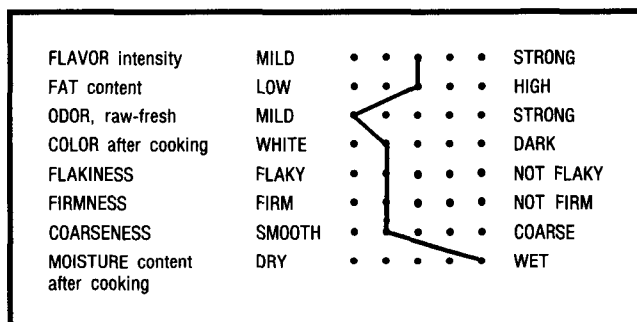 FLAVOR intensity MILD STRONG
FAT content LOW HIGH
ODOR, raw-fresh MILD STRONG
COLOR after cooking WHITE DARK
FLAKINESS FLAKY NOT FLAKY
FIRMNESS FIRM NOT FIRM
COARSENESS SMOOTH COARSE
MOISTURE content DRY WET
after cooking